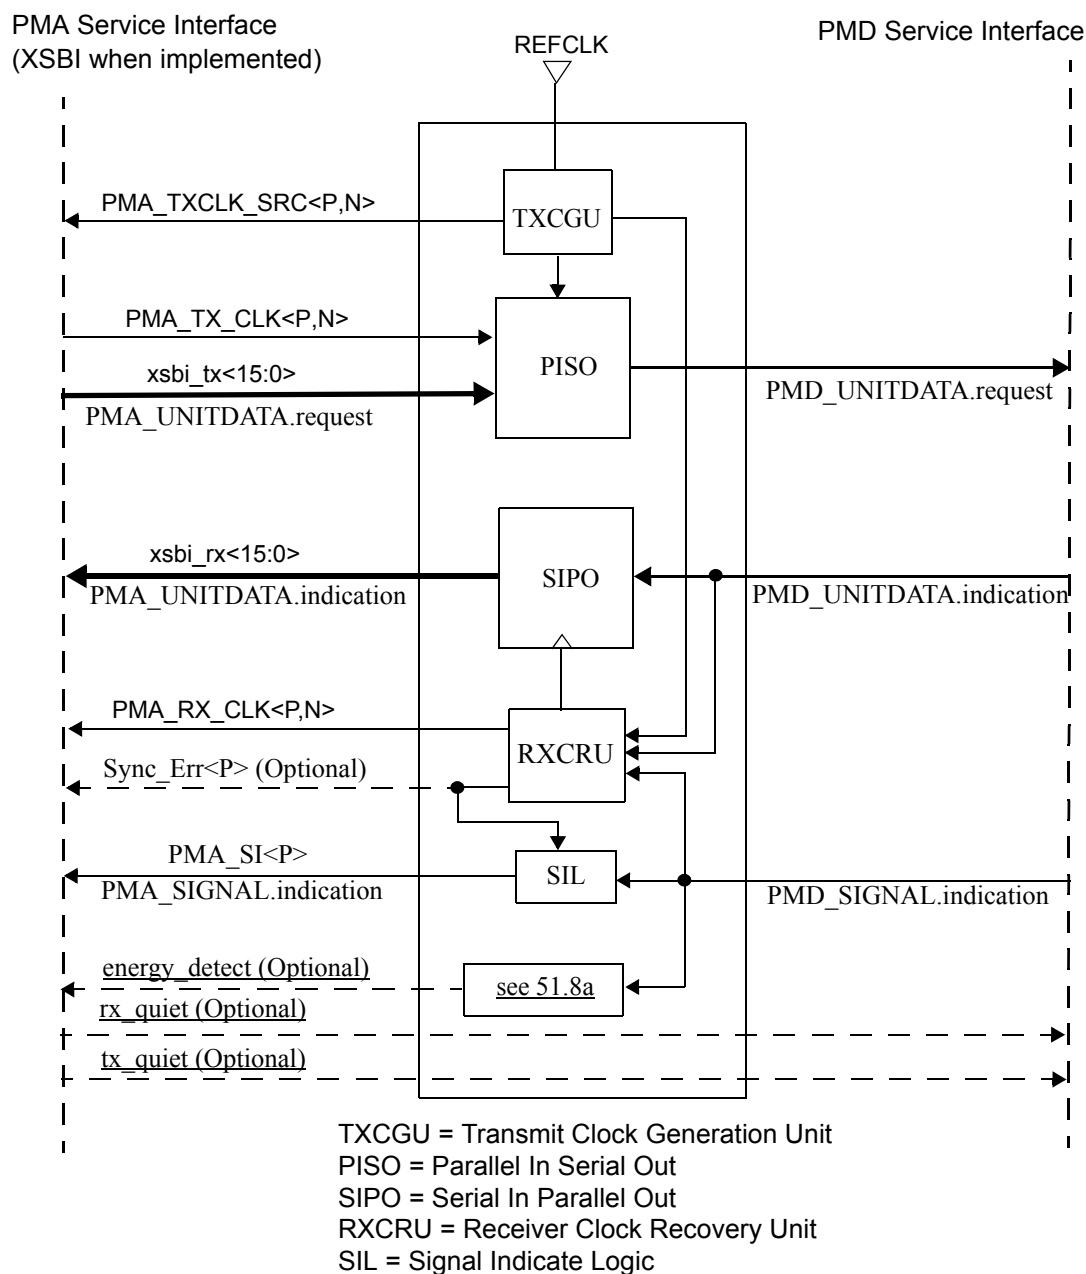 PMA Service Interface
(XSBI when implemented)
REFCLK
PMD Service Interface
PMA_TXCLK_SRC<P,N>
TXCGU
PMA_TX_CLK<P,N>
xsbi_tx<15:0>
PMA_UNITDATA.request
PISO
PMD_UNITDATA.request
xsbi_rx<15:0>
PMA_UNITDATA.indication
SIPO
PMD_UNITDATA.indication
PMA_RX_CLK<P,N>
RXCRU
Sync_Err<P> (Optional)
PMA_SI<P>
PMA_SIGNAL.indication
SIL
PMD_SIGNAL.indication
energy_detect (Optional)
see 51.8a
rx_quiet (Optional)
tx_quiet (Optional)
TXCGU = Transmit Clock Generation Unit
PISO = Parallel In Serial Out
SIPO = Serial In Parallel Out
RXCRU = Receiver Clock Recovery Unit
SIL = Signal Indicate Logic